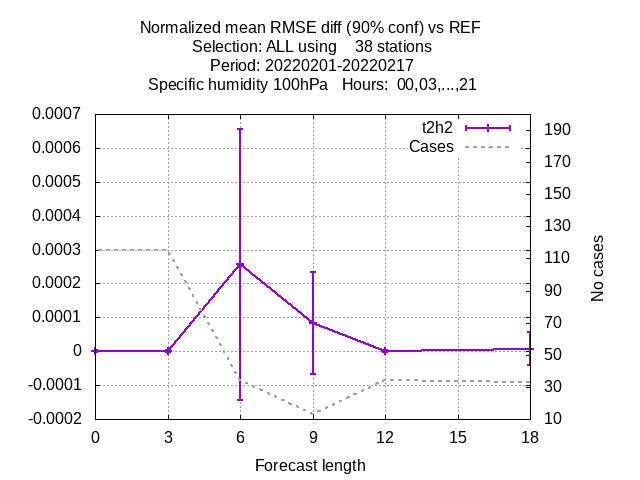 Normalized mean RMSE diff (90% conf) vs REF
Selection: ALL using    38 stations
Period: 20220201-20220217
Specific humidity 100hPa   Hours:  00,03,...,21
0.0007
0.0006
0.0005
0.0004
0.0003
0.0002
0.0001
0
-0.0001
-0.0002
t2h2
Cases
190
170
150
130
110
90
70
50
30
10
No cases
0 3 6 9 12 15 18
Forecast length